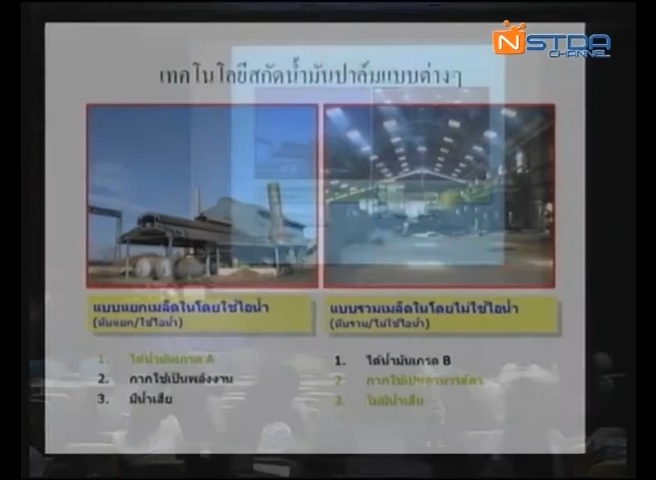 NSTDA
CHANNEL
เทคโนโลยีสกัดน้ำมันปาล์มแบบต่างๆ
แบบแยกเมล็ดในโดยใช้ไอน้ำ
(หีบแยก/ใช้ไอน้ำ)
แบบรวมเมล็ดในโดยไม่ใช้ไอน้ำ
(หีบรวม/ไม่ใช้ไอน้ำ)
1. ได้น้ำมันเกรด A
2. กากใช้เป็นพลังงาน
3. มีน้ำเสีย
1. ได้น้ำมันเกรด B
2. กากใช้เป็นอาหารสัตว์
3. ไม่มีน้ำเสีย